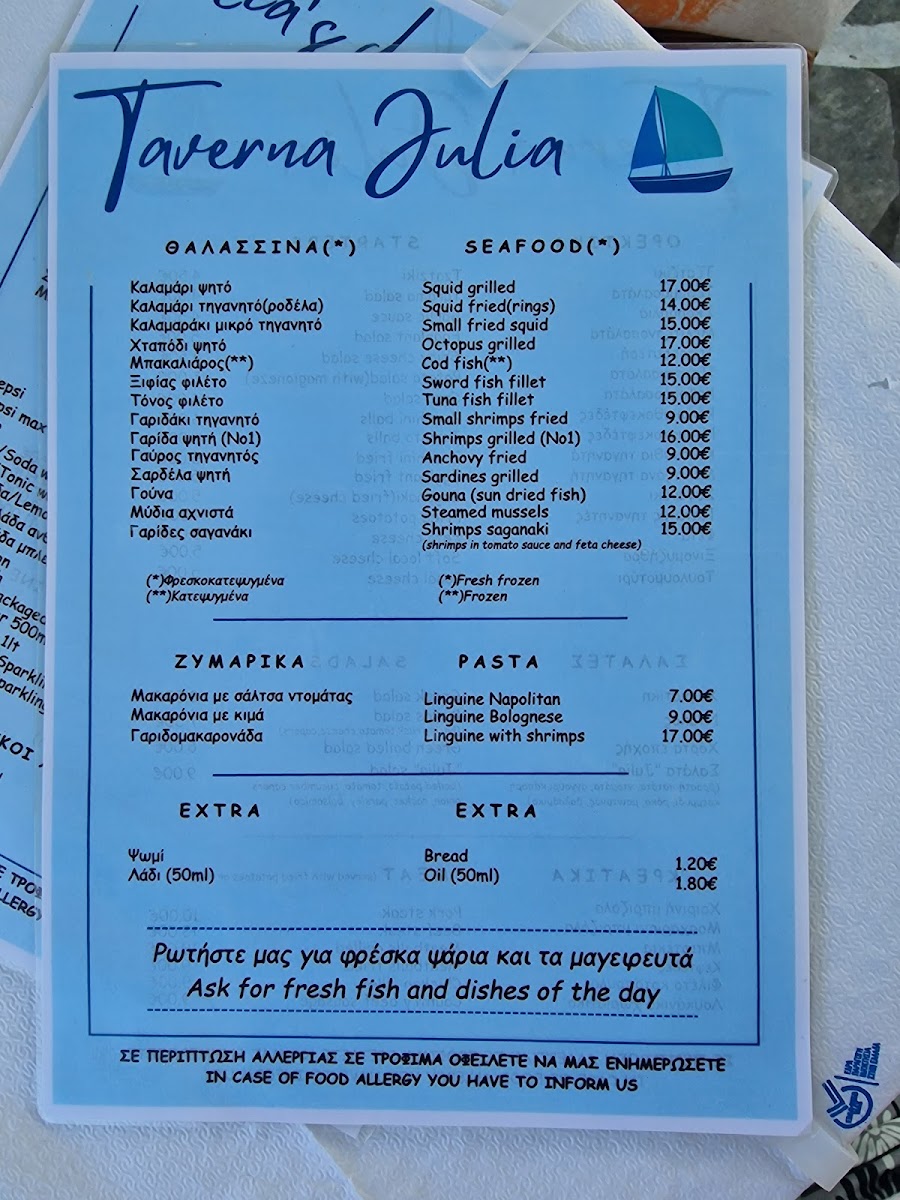 Taverna Julia
ΘΑΛΑΣΣΙΝΑ(*) SEAFOOD(*)
Καλαμάρι ψητό Squid grilled 17.00€
Καλαμάρι τηγανητό(ροδέλα) Squid fried(rings) 14.00€
Καλαμαράκι μικρό τηγανητό Small fried squid 15.00€
Χταπόδι ψητό Octopus grilled 17.00€
Μπακαλιάρος(**) Cod fish(**) 12.00€
Ξιφίας φιλέτο Sword fish fillet 15.00€
Τόνος φιλέτο Tuna fish fillet 15.00€
Γαριδάκι τηγανητό Small shrimps fried 9.00€
Γαρίδα ψητή (Νο1) Shrimps grilled (No1) 16.00€
Γαύρος τηγανητός Anchovy fried 9.00€
Σαρδέλα ψητή Sardines grilled 9.00€
Γούνα Gouna (sun dried fish) 12.00€
Μύδια αχνιστά Steamed mussels 12.00€
Γαρίδες σαγανάκι Shrimps saganaki 15.00€
(shrimps in tomato sauce and feta cheese)
(*)Φρεσκοκατεψυγμένα (*)Fresh frozen
(**)Κατεψυγμένα (**)Frozen
ΖΥΜΑΡΙΚΑ PASTA
Μακαρόνια με σάλτσα ντομάτας Linguine Napolitan 7.00€
Μακαρόνια με κιμά Linguine Bolognese 9.00€
Γαριδομακαρονάδα Linguine with shrimps 17.00€
EXTRA EXTRA
Ψωμί Bread 1.20€
Λάδι (50ml) Oil (50ml) 1.80€
Ρωτήστε μας για φρέσκα ψάρια και τα μαγειρευτά
Ask for fresh fish and dishes of the day
ΣΕ ΠΕΡΙΠΤΩΣΗ ΑΛΛΕΡΓΙΑΣ ΣΕ ΤΡΟΦΙΜΑ ΟΦΕΙΛΕΤΕ ΝΑ ΜΑΣ ΕΝΗΜΕΡΩΣΕΤΕ
IN CASE OF FOOD ALLERGY YOU HAVE TO INFORM US